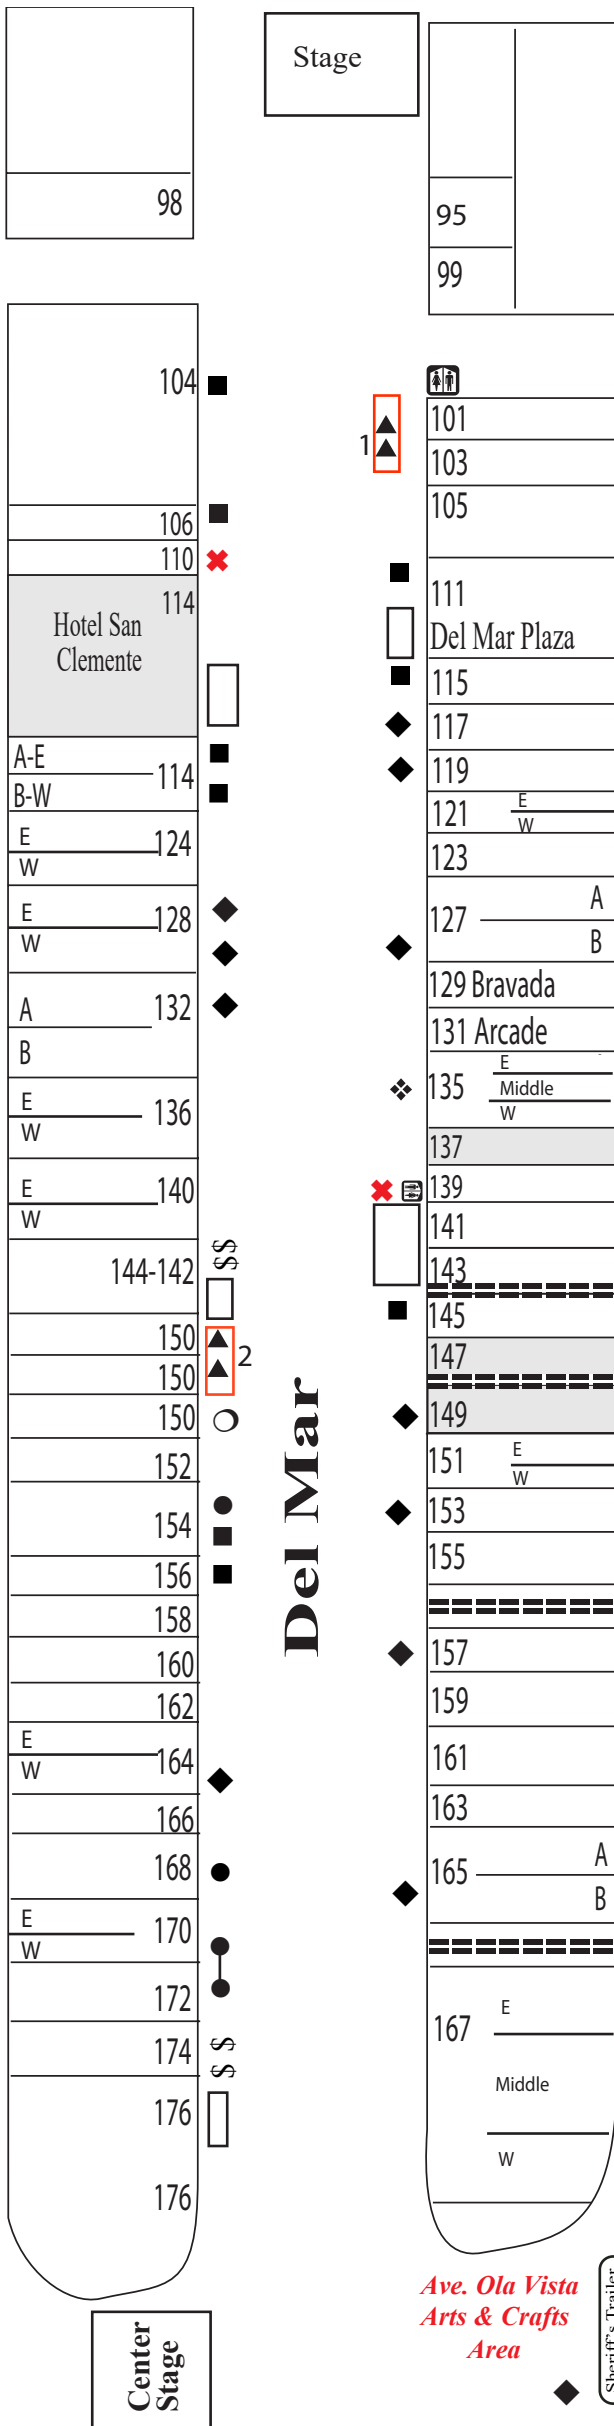 Stage
98
95
99
104
106
110
114
Hotel San
Clemente
A-E
114
B-W
E
124
W
E
128
W
A
132
B
E
136
W
E
140
W
144-142
$$
150
150
2
150
152
154
156
158
160
162
E
164
W
166
168
E
170
W
172
174
$$
176
176
Center
Stage
Del Mar
1
101
103
105
111
Del Mar Plaza
115
117
119
121
E
W
123
127
A
B
129 Bravada
131 Arcade
135
E
Middle
W
137
139
141
143
145
147
149
151
E
W
153
155
157
159
161
163
165
A
B
167
E
Middle
W
Ave. Ola Vista
Arts & Crafts
Area
Sheriff's Trailer